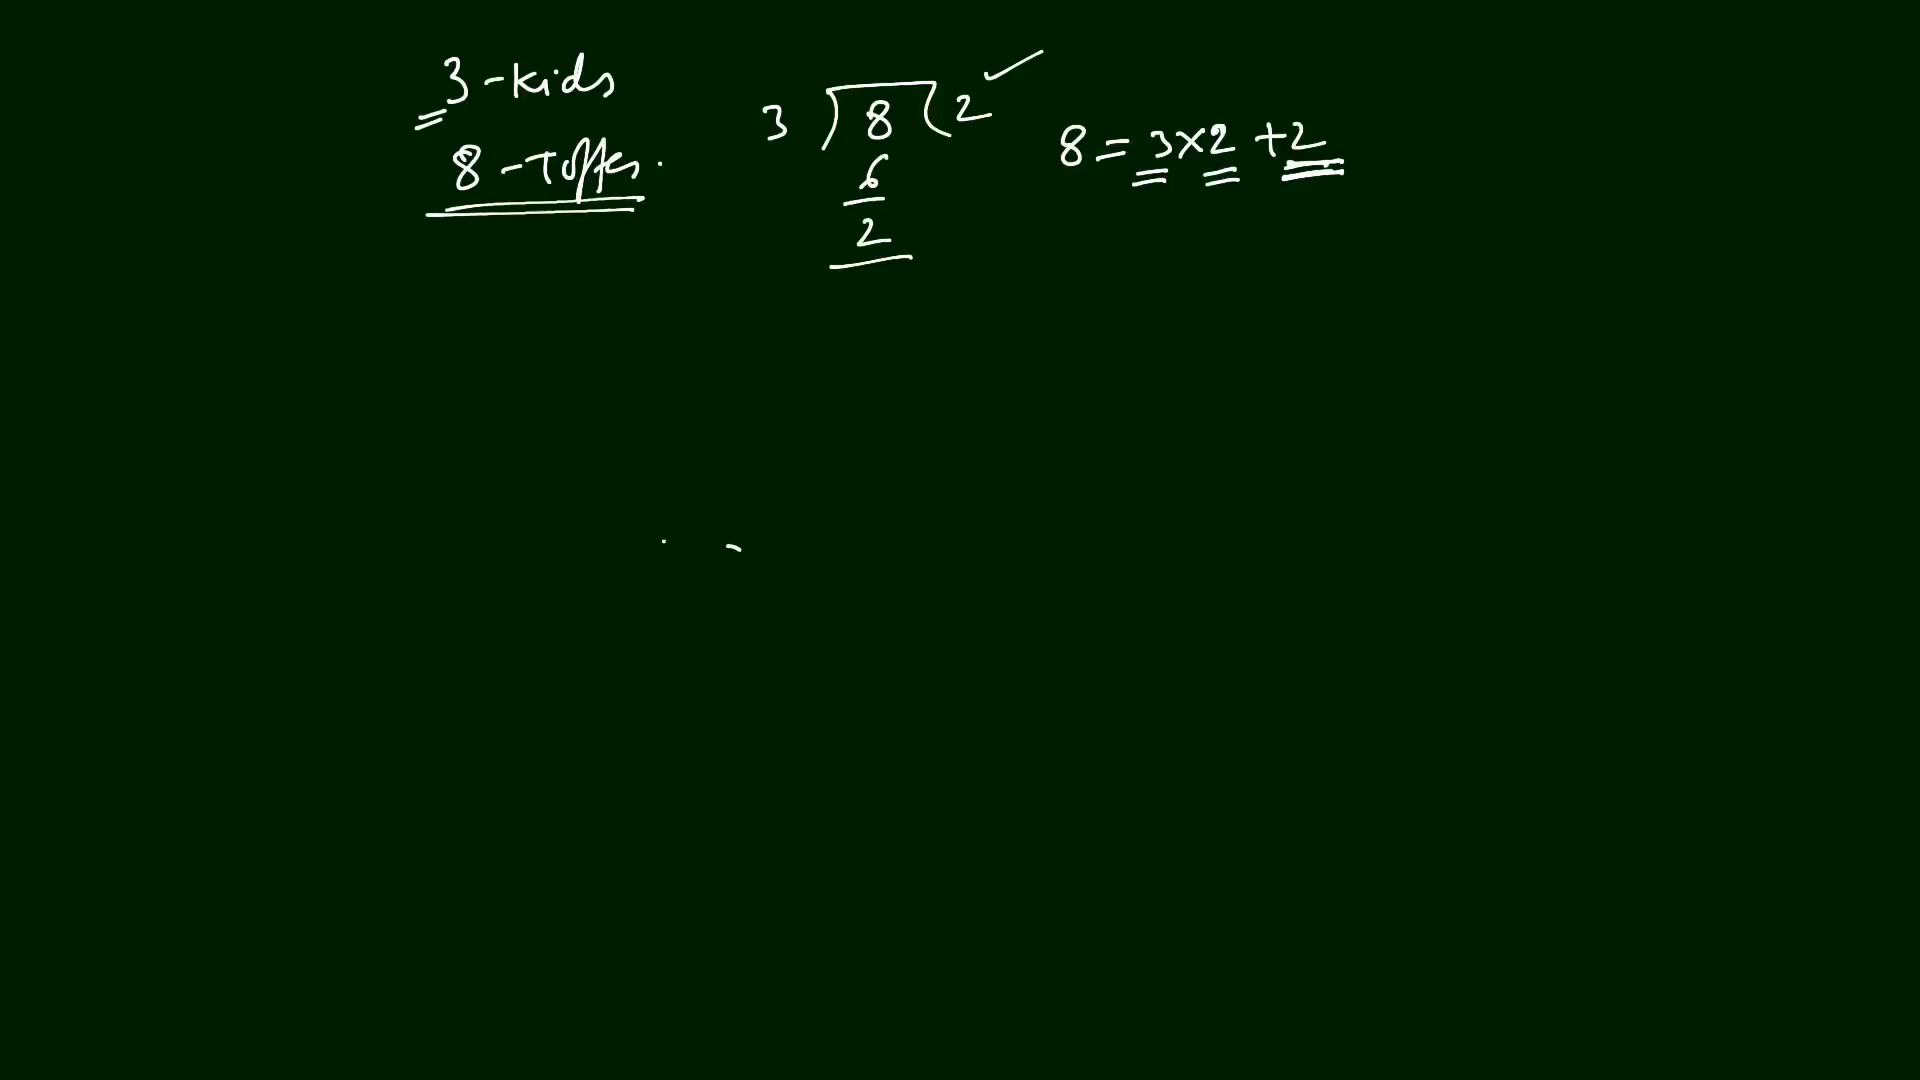 3-kids
8-Toffes.
3 ) 8 ( 2 ✓
6
2
8 = 3×2 + 2